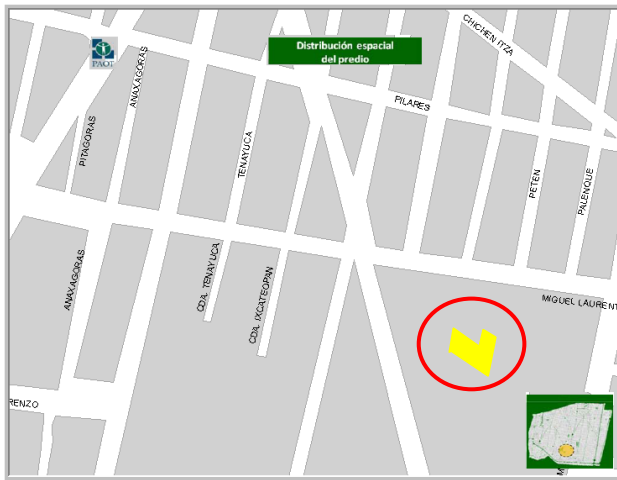 CHICHEN ITZA
Distribución espacial
del predio
PAOT
ANAXAGORAS
PILARES
PITAGORAS
TENAYUCA
PETEN
PALENQUE
ANAXAGORAS
CDA. TENAYUCA
CDA. IXCATEOPAN
MIGUEL LAURENT
RENZO
M